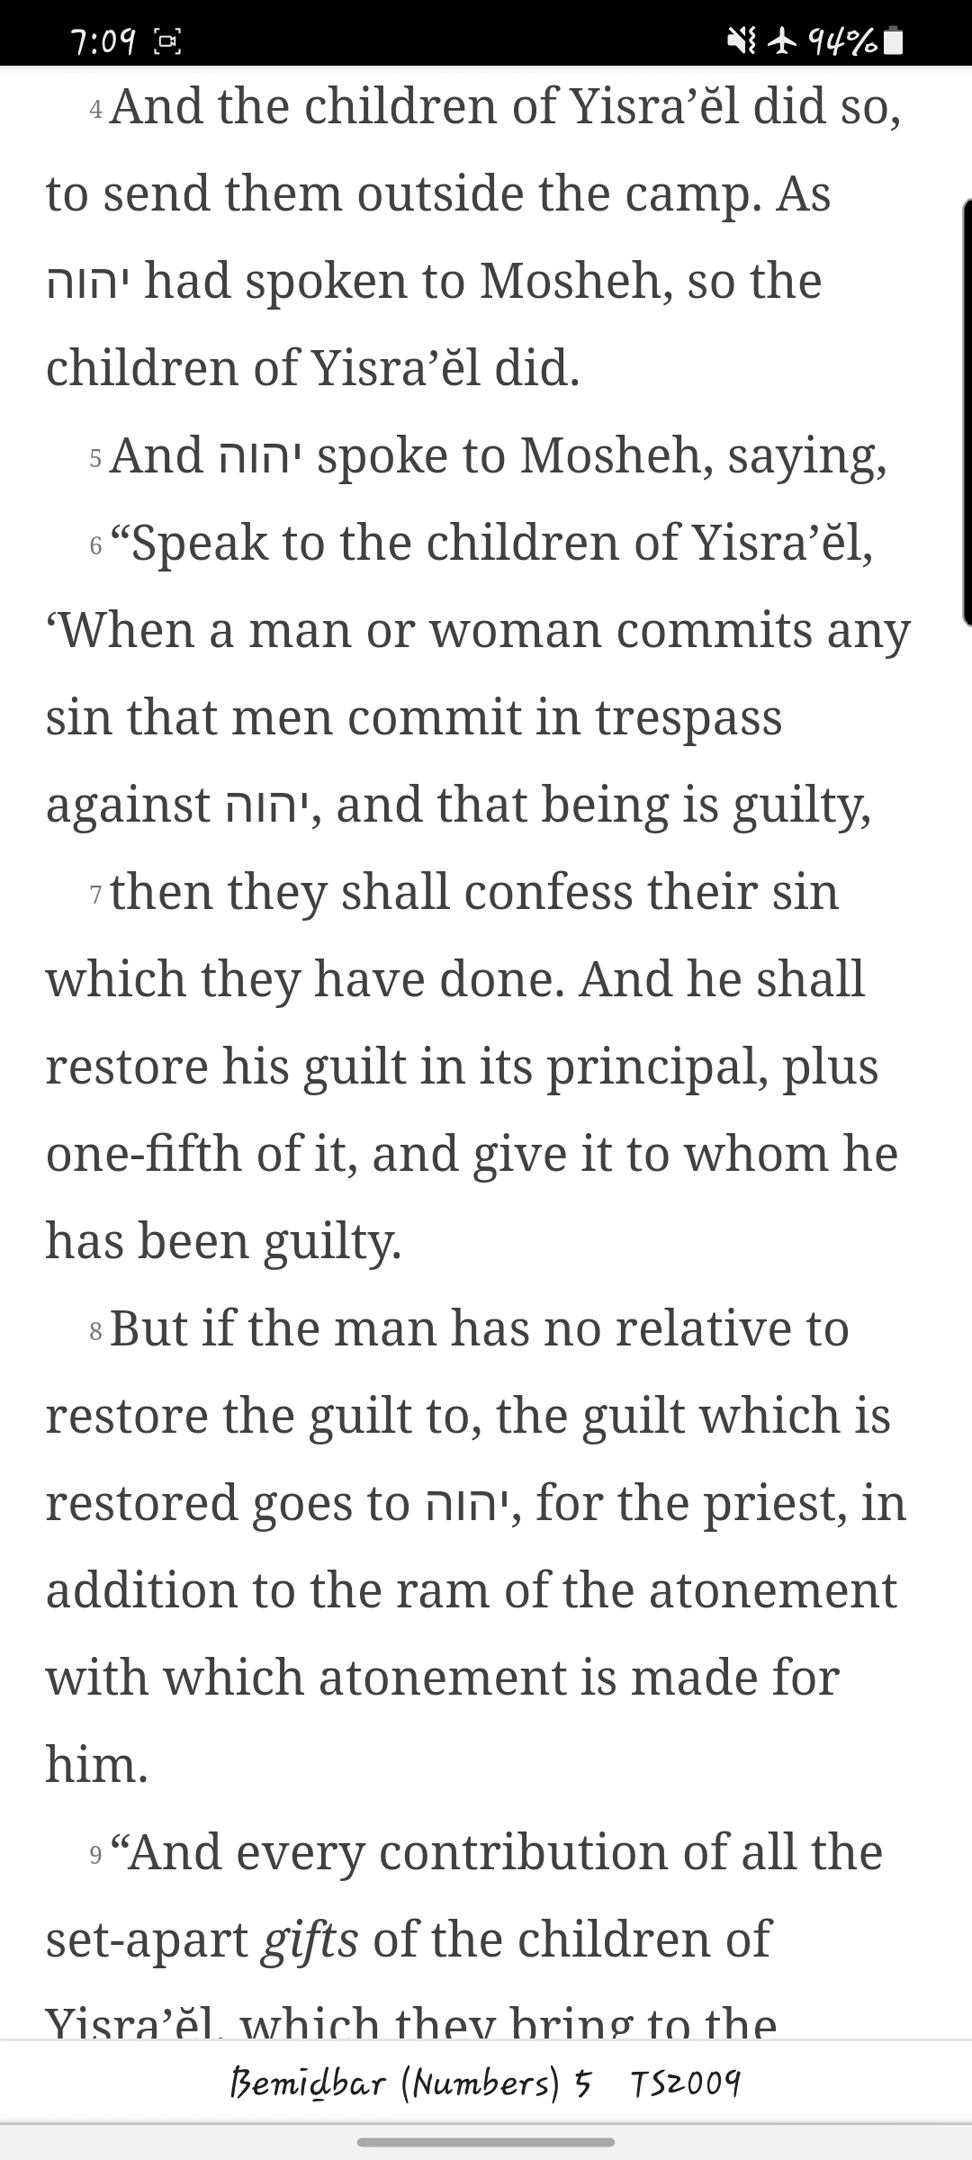 7:09 94%
4 And the children of Yisra’ĕl did so,
to send them outside the camp. As
יהוה had spoken to Mosheh, so the
children of Yisra’ĕl did.
5 And יהוה spoke to Mosheh, saying,
6 “Speak to the children of Yisra’ĕl,
‘When a man or woman commits any
sin that men commit in trespass
against יהוה, and that being is guilty,
7 then they shall confess their sin
which they have done. And he shall
restore his guilt in its principal, plus
one-fifth of it, and give it to whom he
has been guilty.
8 But if the man has no relative to
restore the guilt to, the guilt which is
restored goes to יהוה, for the priest, in
addition to the ram of the atonement
with which atonement is made for
him.
9 “And every contribution of all the
set-apart gifts of the children of
Yisra’ĕl, which they bring to the
Bemiḏbar (Numbers) 5 TS2009